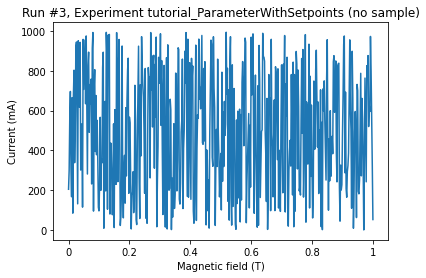 Run #3, Experiment tutorial_ParameterWithSetpoints (no sample)
1000
800
600
400
200
0
Current (mA)
0 0.2 0.4 0.6 0.8 1
Magnetic field (T)